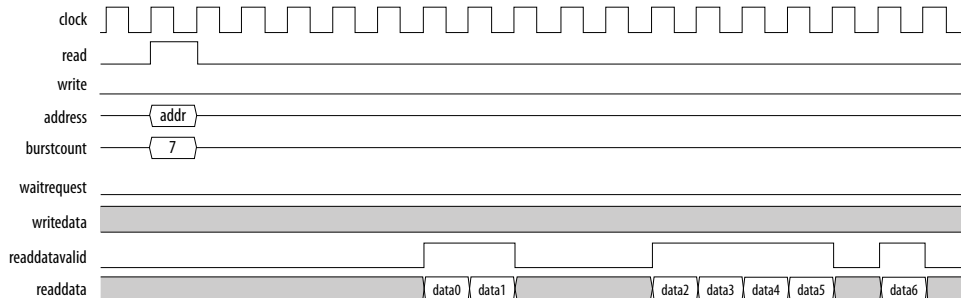 clock
read
write
address addr
burstcount 7
waitrequest
writedata
readdatavalid
readdata data0 data1 data2 data3 data4 data5 data6